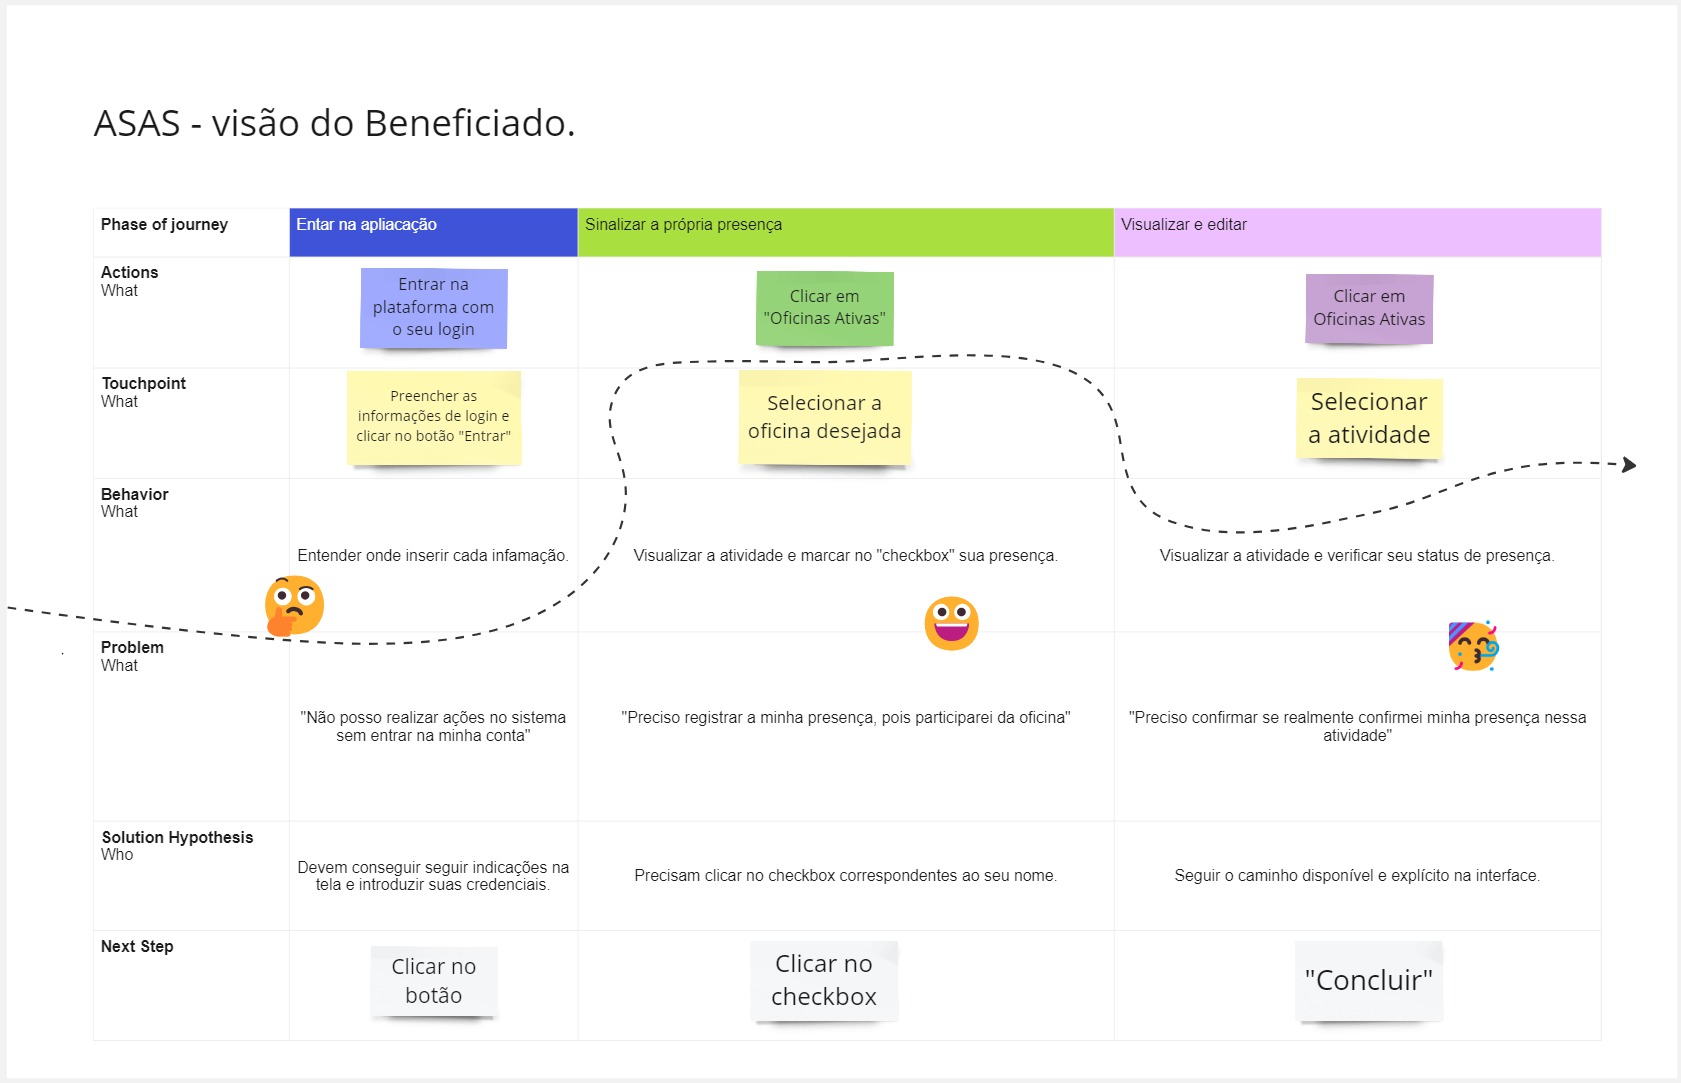 ASAS - visão do Beneficiado.
Phase of journey
Entar na apliacação
Sinalizar a própria presença
Visualizar e editar
Actions
What
Entrar na
plataforma com
o seu login
Clicar em
"Oficinas Ativas"
Clicar em
Oficinas Ativas
Touchpoint
What
Preencher as
informações de login e
clicar no botão "Entrar"
Selecionar a
oficina desejada
Selecionar
a atividade
Behavior
What
Entender onde inserir cada infamação.
Visualizar a atividade e marcar no "checkbox" sua presença.
Visualizar a atividade e verificar seu status de presença.
Problem
What
"Não posso realizar ações no sistema
sem entrar na minha conta"
"Preciso registrar a minha presença, pois participarei da oficina"
"Preciso confirmar se realmente confirmei minha presença nessa
atividade"
Solution Hypothesis
Who
Devem conseguir seguir indicações na
tela e introduzir suas credenciais.
Precisam clicar no checkbox correspondentes ao seu nome.
Seguir o caminho disponível e explícito na interface.
Next Step
Clicar no
botão
Clicar no
checkbox
"Concluir"